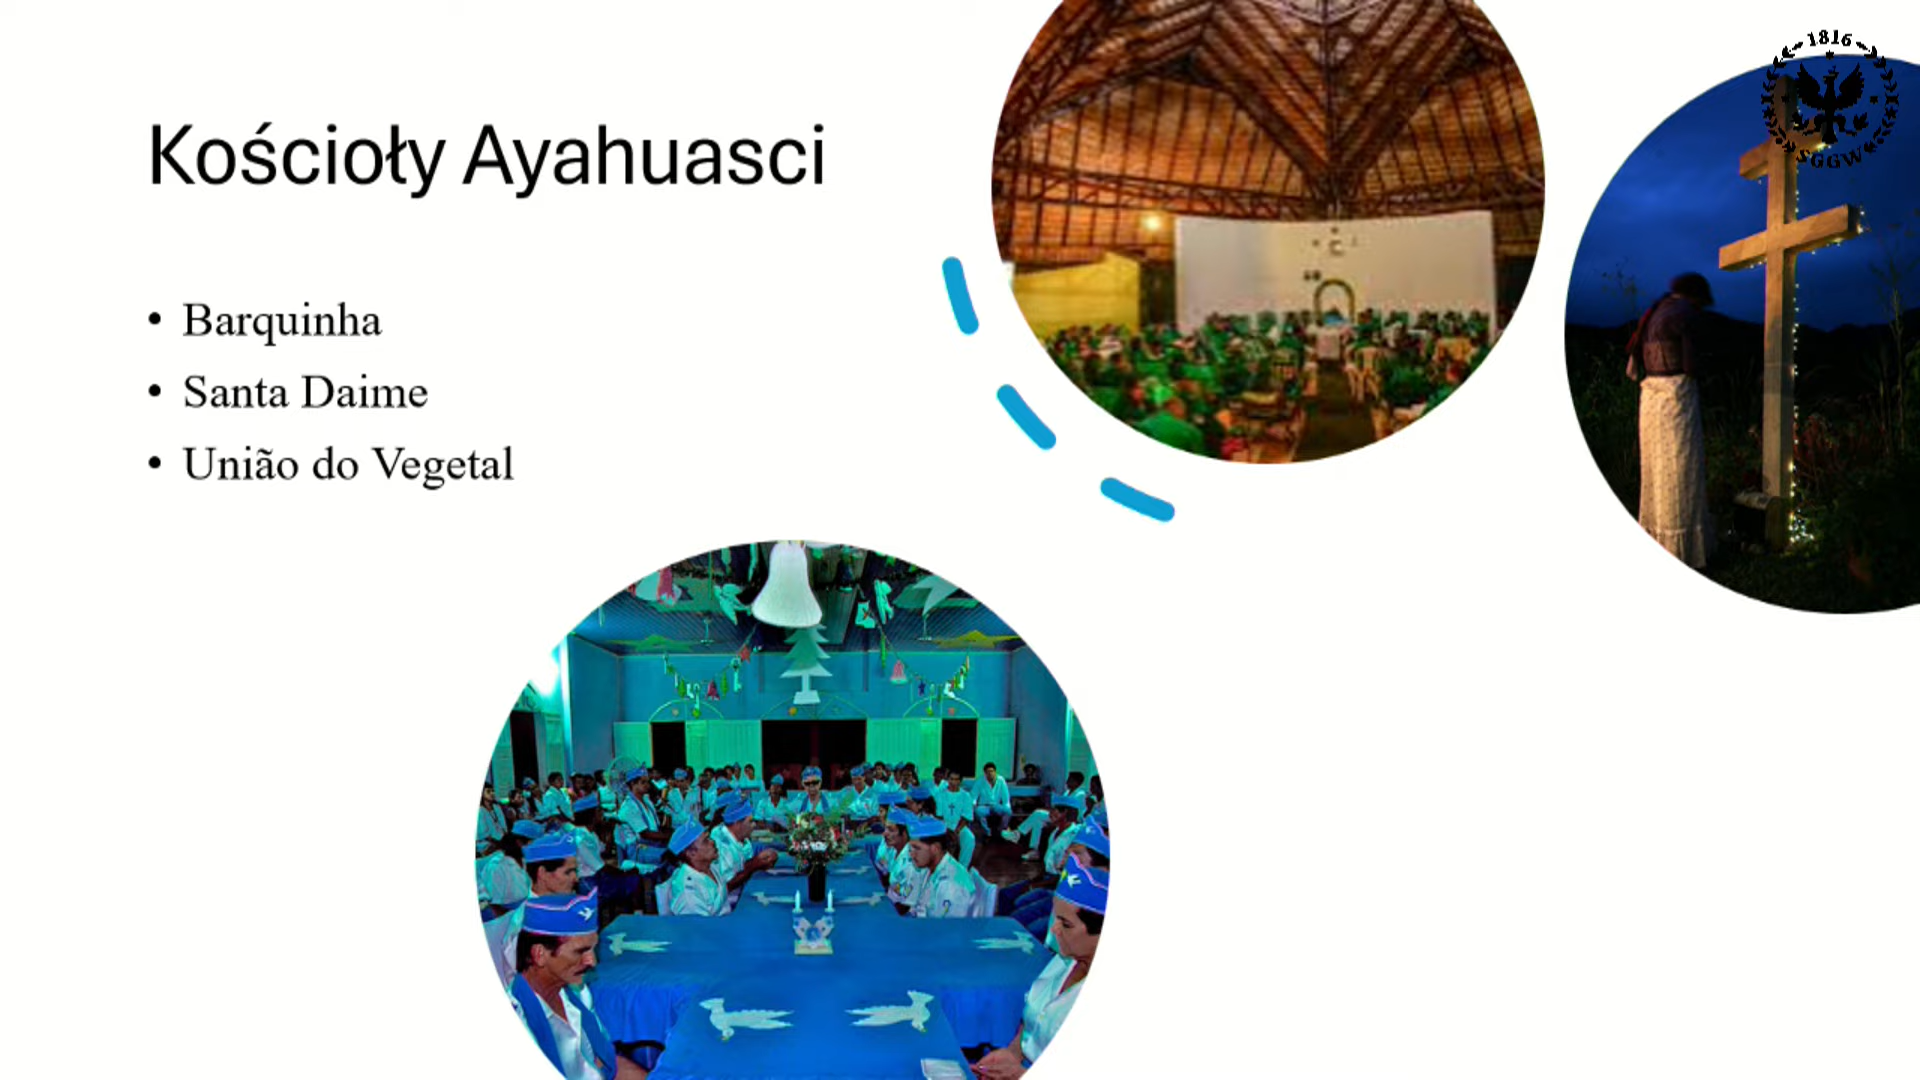 Kościoły Ayahuasci
• Barquinha
• Santa Daime
• União do Vegetal
1816
SGGW